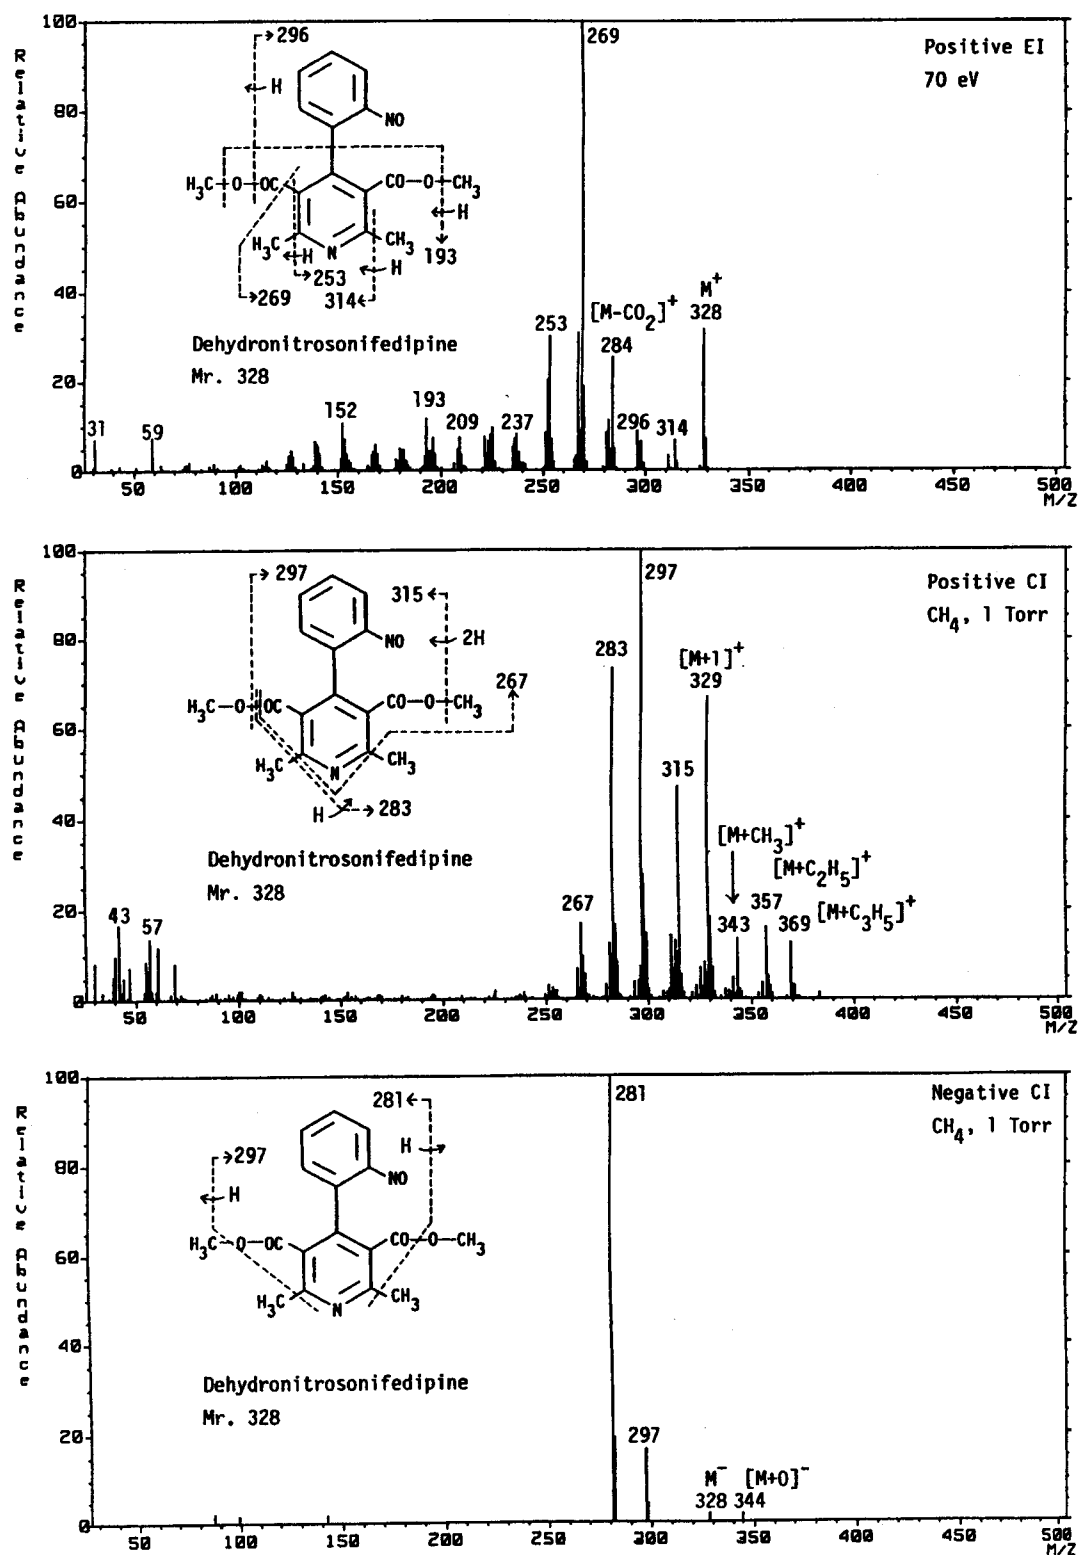 Relative Abundance
100
80
60
40
20
0
Positive EI
70 eV
296
H
NO
H3C-O-OC
CO-O-CH3
H
193
H3C
N
CH3
H
H
253
269
314
Dehydronitrosonifedipine
Mr. 328
31
59
152
193
209
237
253
269
[M-CO2]+
284
296
314
M+
328
50 100 150 200 250 300 350 400 450 500
M/Z
Relative Abundance
100
80
60
40
20
0
Positive CI
CH4, 1 Torr
297
315
NO
2H
267
H3C-O-OC
CO-O-CH3
H3C
N
CH3
H
283
Dehydronitrosonifedipine
Mr. 328
43
57
267
283
297
315
[M+1]+
329
[M+CH3]+
343
[M+C2H5]+
357
369
[M+C3H5]+
50 100 150 200 250 300 350 400 450 500
M/Z
Relative Abundance
100
80
60
40
20
0
Negative CI
CH4, 1 Torr
281
H
297
H
NO
H3C-O-OC
CO-O-CH3
H3C
N
CH3
Dehydronitrosonifedipine
Mr. 328
281
297
M- [M+O]-
328 344
50 100 150 200 250 300 350 400 450 500
M/Z